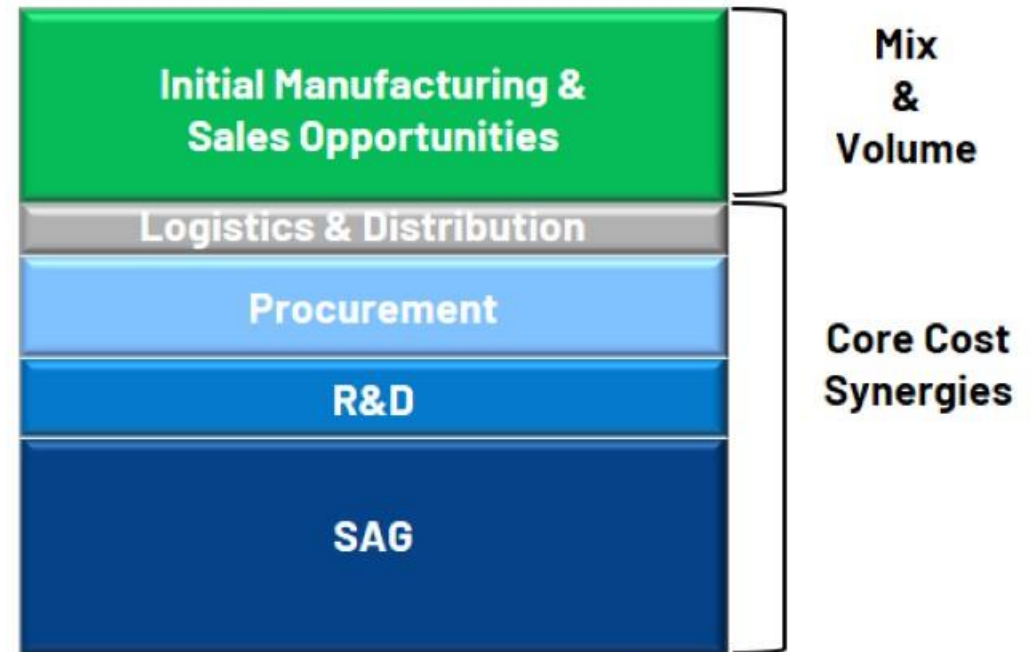 Initial Manufacturing &
Sales Opportunities
Mix
&
Volume
Logistics & Distribution
Procurement
R&D
SAG
Core Cost
Synergies